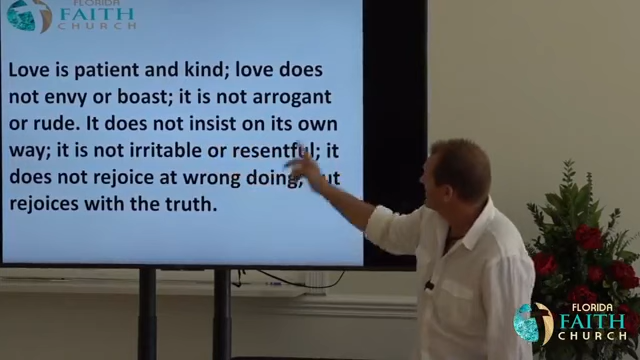 FLORIDA
FAITH
CHURCH
Love is patient and kind; love does
not envy or boast; it is not arrogant
or rude. It does not insist on its own
way; it is not irritable or resentful; it
does not rejoice at wrong doing,
rejoices with the truth.
FLORIDA
FAITH
CHURCH